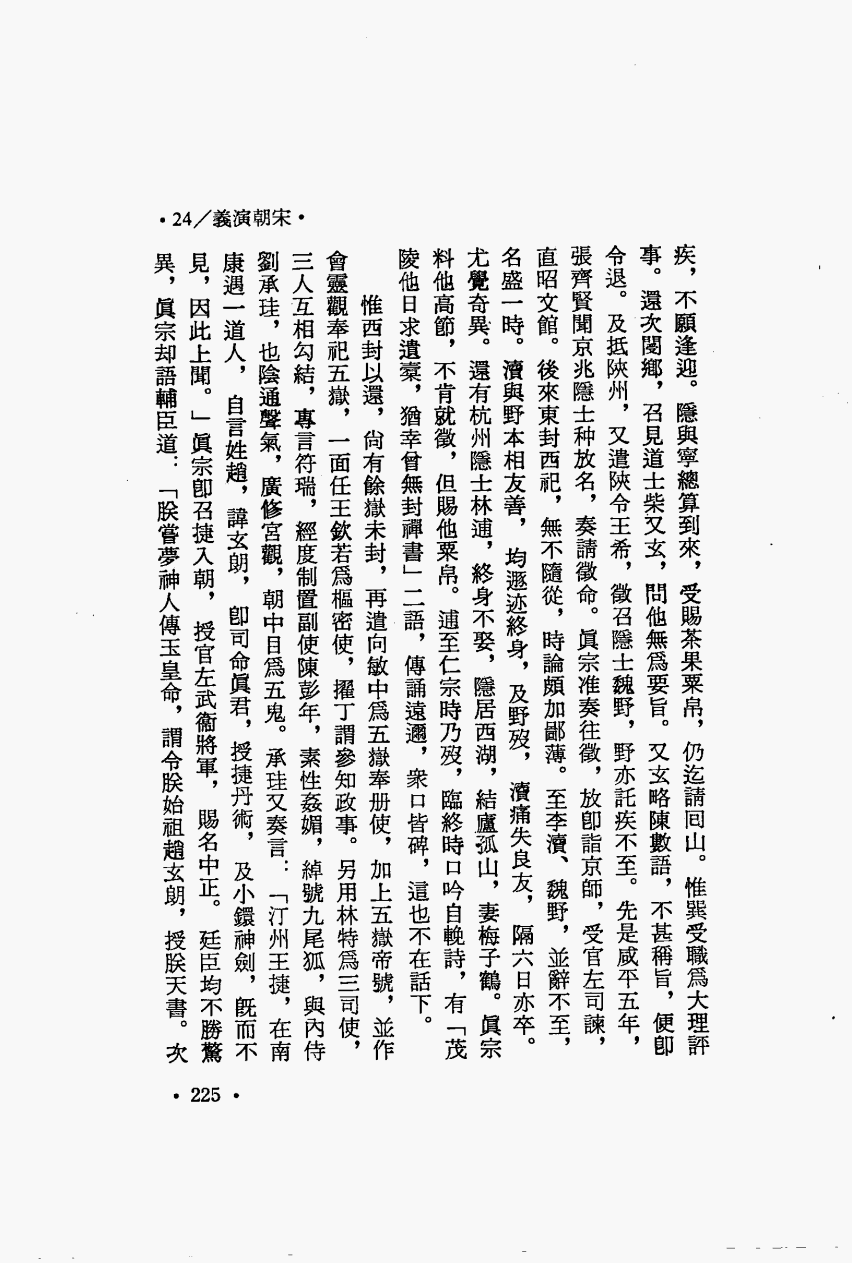 •24／義演朝宋•
疾，不願逢迎。隱與寧總算到來，受賜茶果粟帛，仍迄請囘山。惟巽受職爲大理評
事。還次閿鄉，召見道士柴又玄，問他無爲要旨。又玄略陳數語，不甚稱旨，便卽
令退。及抵陝州，又遣陝令王希，徵召隱士魏野，野亦託疾不至。先是咸平五年，
張齊賢聞京兆隱士种放名，奏請徵命。眞宗准奏往徵，放卽詣京師，受官左司諫，
直昭文館。後來東封西祀，無不隨從，時論頗加鄙薄。至李瀆、魏野，並辭不至，
名盛一時。瀆與野本相友善，均遯迹終身，及野歿，瀆痛失良友，隔六日亦卒。
尤覺奇異。還有杭州隱士林逋，終身不娶，隱居西湖，結廬孤山，妻梅子鶴。眞宗
料他高節，不肯就徵，但賜他粟帛。逋至仁宗時乃歿，臨終時口吟自輓詩，有「茂
陵他日求遺稾，猶幸曾無封禪書」二語，傳誦遠邇，衆口皆碑，這也不在話下。
惟西封以還，尙有餘嶽未封，再遣向敏中爲五嶽奉册使，加上五嶽帝號，並作
會靈觀奉祀五嶽，一面任王欽若爲樞密使，擢丁謂參知政事。另用林特爲三司使，
三人互相勾結，專言符瑞，經度制置副使陳彭年，素性姦媚，綽號九尾狐，與內侍
劉承珪，也陰通聲氣，廣修宮觀，朝中目爲五鬼。承珪又奏言：「汀州王捷，在南
康遇一道人，自言姓趙，諱玄朗，卽司命眞君，授捷丹術，及小鐶神劍，旣而不
見，因此上聞。」眞宗卽召捷入朝，授官左武衞將軍，賜名中正。廷臣均不勝驚
異，眞宗却語輔臣道：「朕嘗夢神人傳玉皇命，謂令朕始祖趙玄朗，授朕天書。次
•225•